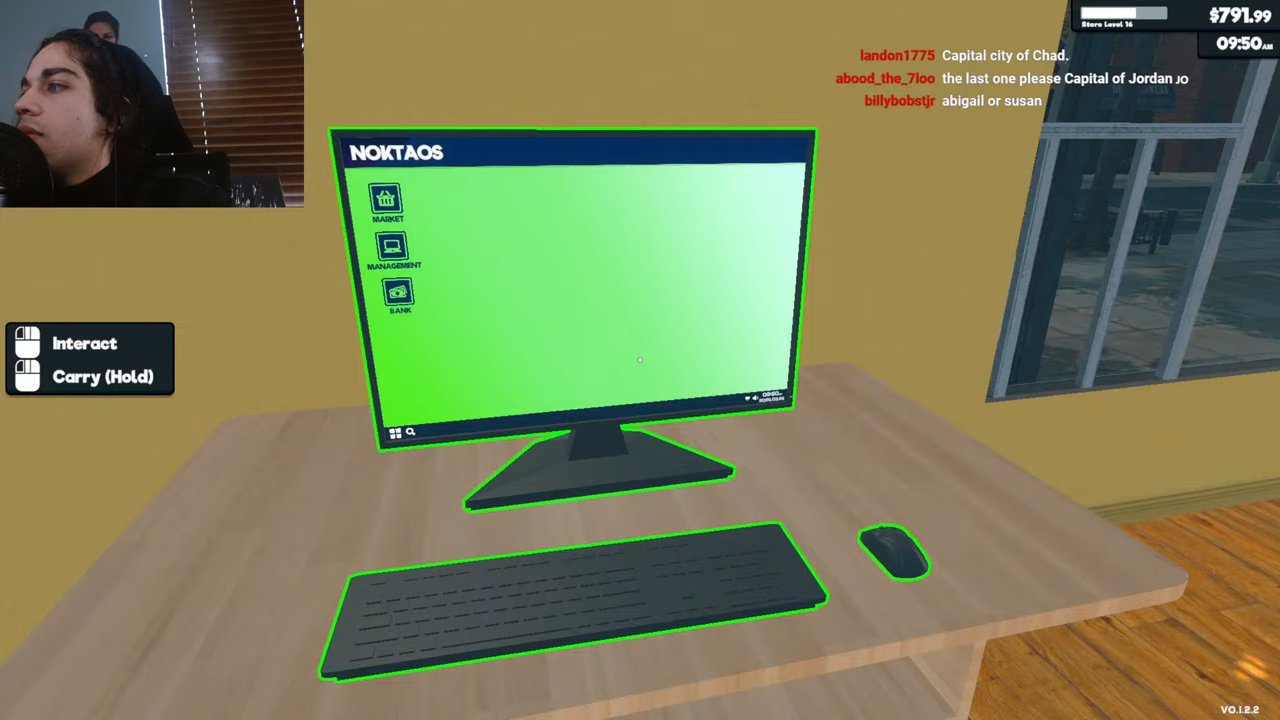 $791.99
Store Level 16
09:50AM
landon1775 Capital city of Chad.
abood_the_7loo the last one please Capital of Jordan JO
billybobstjr abigail or susan
NOKTAOS
MARKET
MANAGEMENT
BANK
Interact
Carry (Hold)
V0.1.2.2